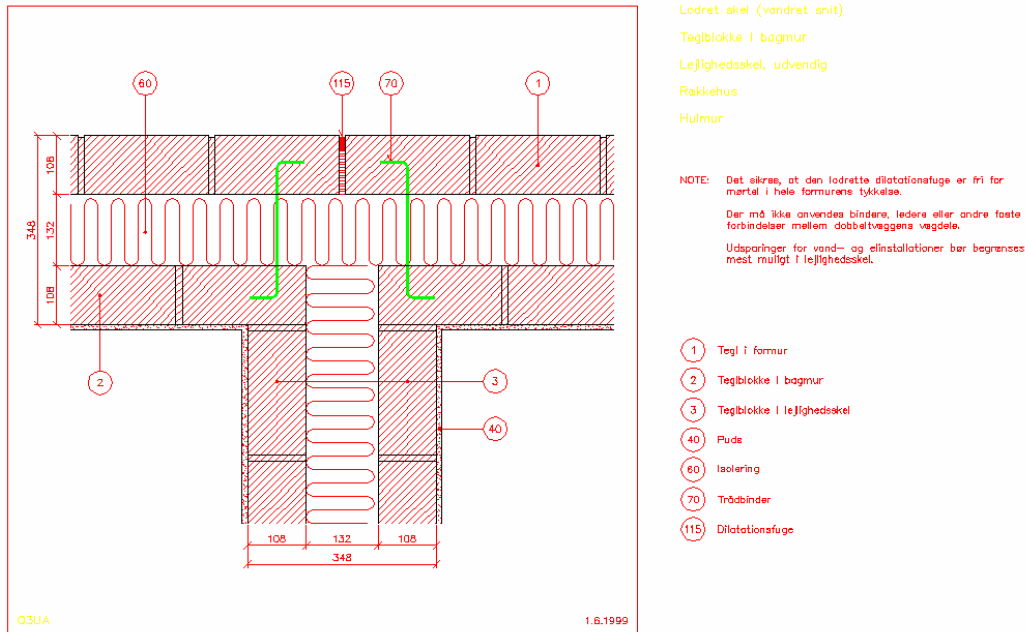 Lodret skel (vandret snit)
Teglblokke i bagmur
Lejlighedsskel, udvendig
Rækkehus
Hulmur
60
115
70
1
NOTE: Det sikres, at den lodrette dilatationsfuge er fri for
mørtel i hele formurens tykkelse.
Der må ikke anvendes bindere, ledere eller andre faste
forbindelser mellem dobbeltvæggens vægdele.
Udsparinger for vand- og elinstallationer bør begrænses
mest muligt i lejlighedsskel.
108
348
132
108
2
3
40
1 Tegl i formur
2 Teglblokke i bagmur
3 Teglblokke i lejlighedsskel
40 Puds
60 Isolering
70 Trådbinder
115 Dilatationsfuge
108 132 108
348
03UA
1.6.1999